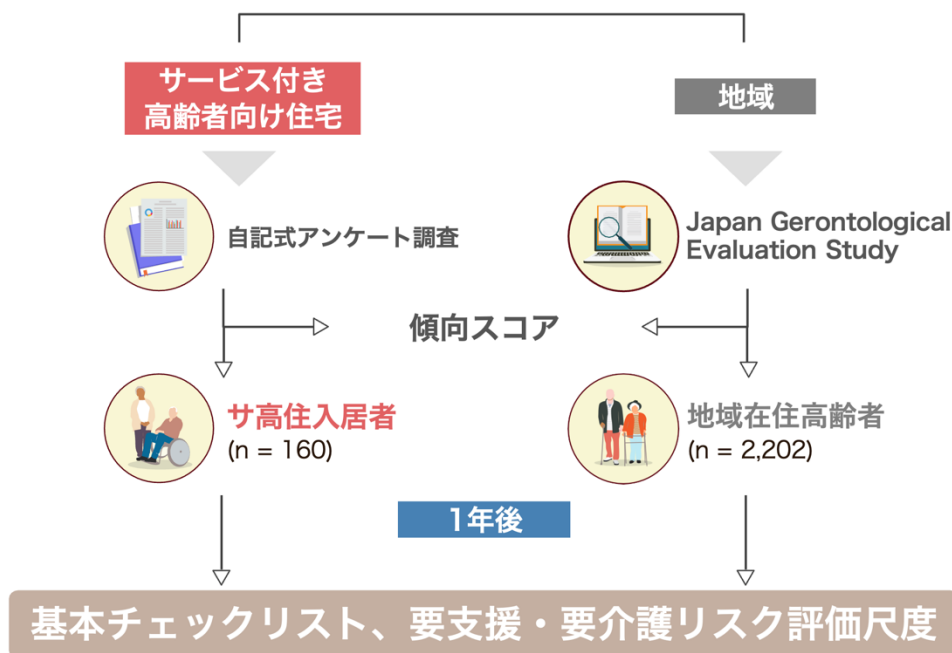 サービス付き
高齢者向け住宅
地域
自記式アンケート調査
Japan Gerontological
Evaluation Study
傾向スコア
サ高住入居者
(n = 160)
地域在住高齢者
(n = 2,202)
1年後
基本チェックリスト、要支援・要介護リスク評価尺度